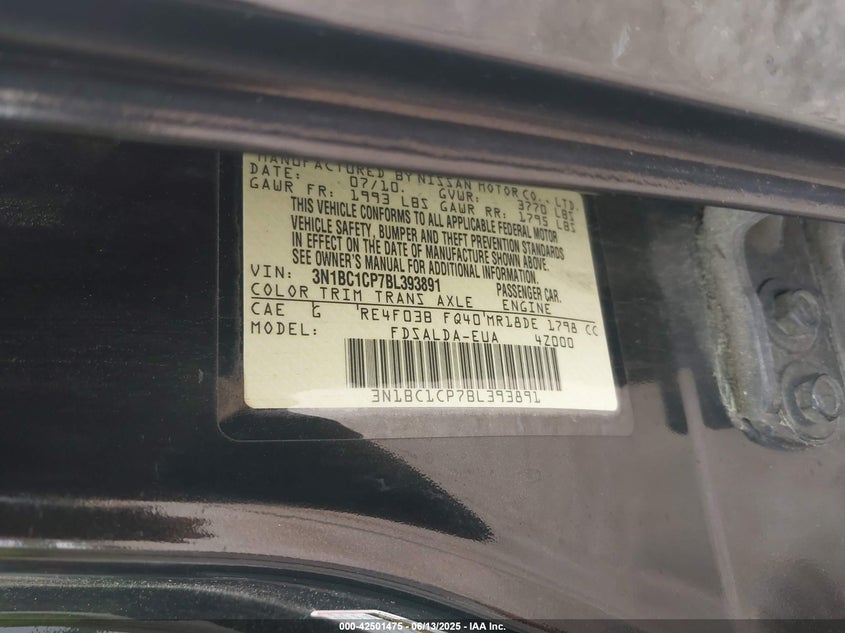 MANUFACTURED BY NISSAN MOTOR CO., LTD.
DATE: 07/10. GVWR: 3770 LBS
GAWR FR: 1993 LBS GAWR RR: 1795 LBS
THIS VEHICLE CONFORMS TO ALL APPLICABLE FEDERAL MOTOR
VEHICLE SAFETY, BUMPER AND THEFT PREVENTION STANDARDS
IN EFFECT ON THE DATE OF MANUFACTURE SHOWN ABOVE.
SEE OWNER'S MANUAL FOR ADDITIONAL INFORMATION.
VIN: 3N1BC1CP7BL393891 PASSENGER CAR.
COLOR TRIM TRANS AXLE ENGINE
CAE G RE4F03B FQ40 MR18DE 1798 CC
MODEL: FDSALDA-EUA 4Z000
3N1BC1CP7BL393891
000-42501475 - 06/13/2025 - IAA Inc.